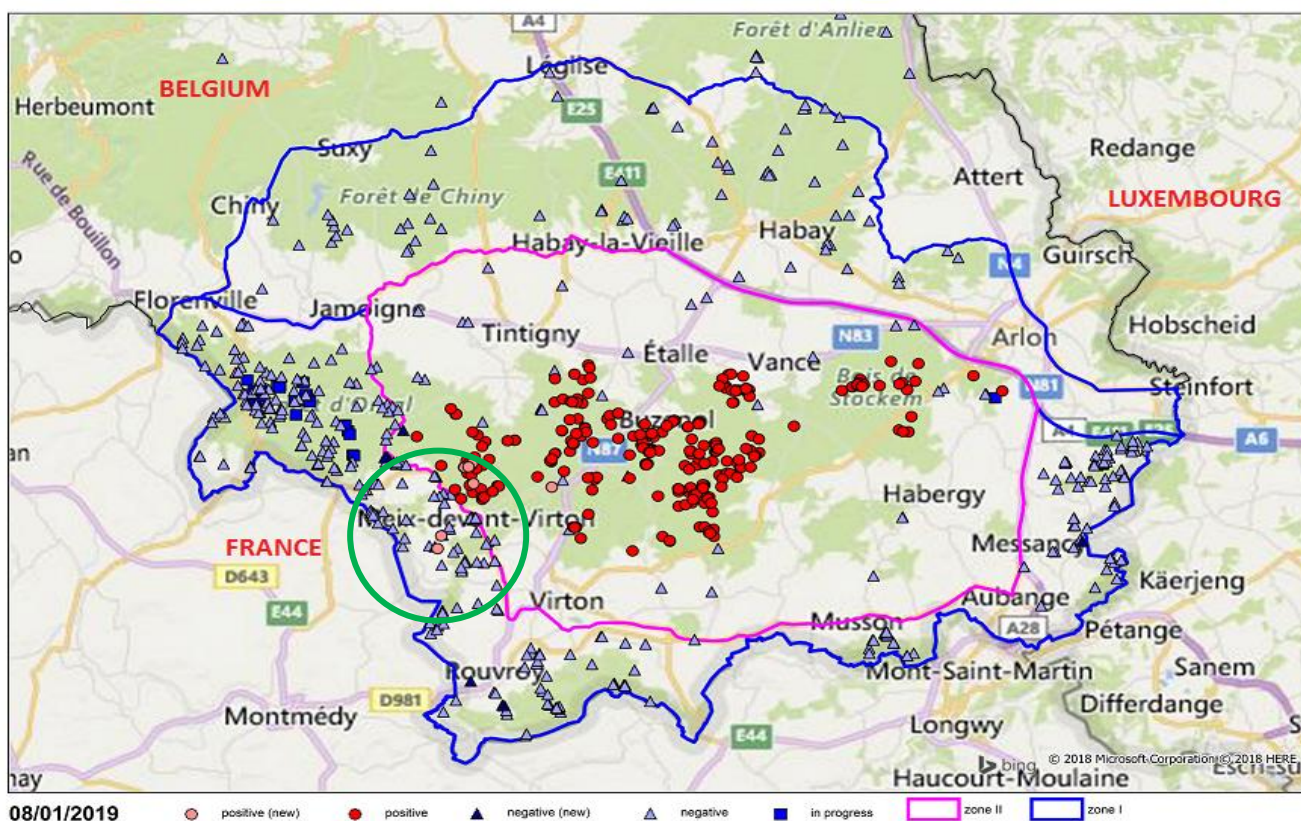 A4
Forêt d'Anlier
Léglise
BELGIUM
Herbeumont
E25
Suxy
Redange
Rue de Bouillon
E411
Attert
LUXEMBOURG
Chiny
Forêt de Chiny
Habay-la-Vieille
Habay
Guirsch
N4
Florenville
Jamoigne
Tintigny
N83
Hobscheid
Étalle
Vance
Arlon
Bois de
Stockem
N81
Steinfort
Buzenol
A4
A6
N87
Habergy
Meix-devant-Virton
FRANCE
Messancy
D643
Käerjeng
E44
Virton
Aubange
Musson
A28
Pétange
Rouvroy
Mont-Saint-Martin
Sanem
D981
Differdange
Montmédy
Longwy
E44
bing
© 2018 Microsoft Corporation © 2018 HERE
Haucourt-Moulaine
08/01/2019 positive (new) positive negative (new) negative in progress zone II zone I